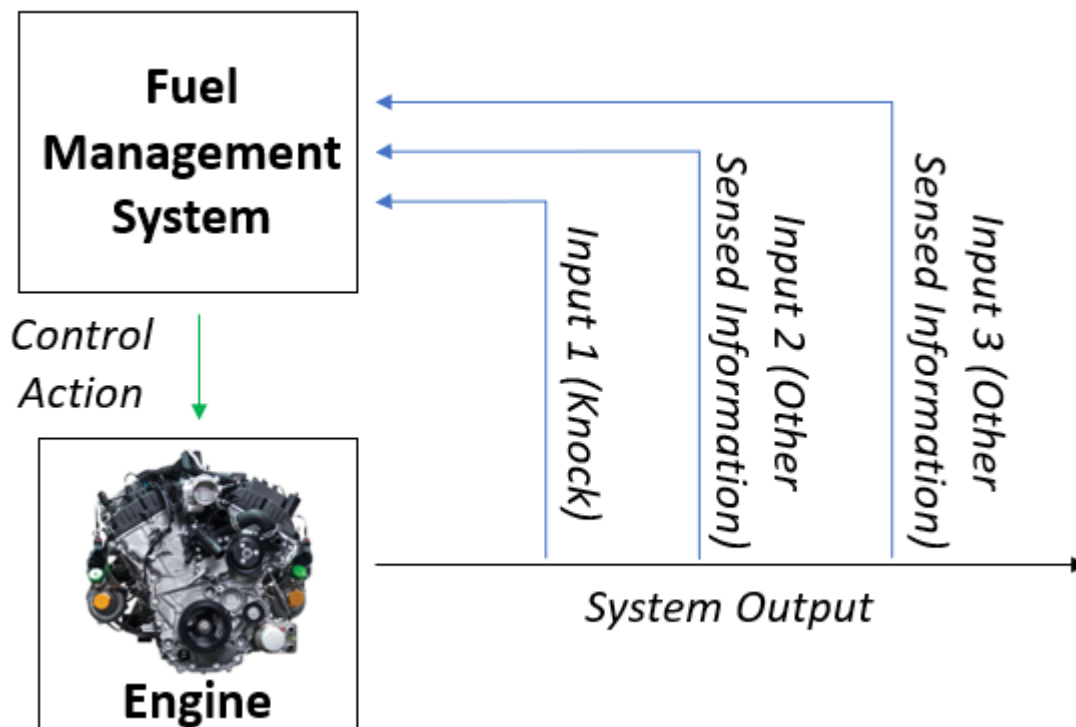 Fuel
Management
System
Control
Action
Input 1 (Knock)
Input 2 (Other
Sensed Information)
Input 3 (Other
Sensed Information)
System Output
Engine